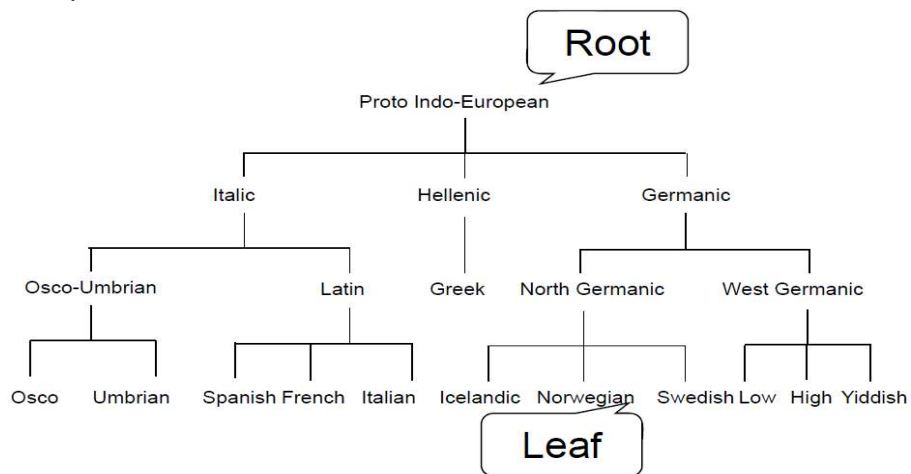 Root
Proto Indo-European
Italic Hellenic Germanic
Osco-Umbrian Latin Greek North Germanic West Germanic
Osco Umbrian Spanish French Italian Icelandic Norwegian Swedish Low High Yiddish
Leaf